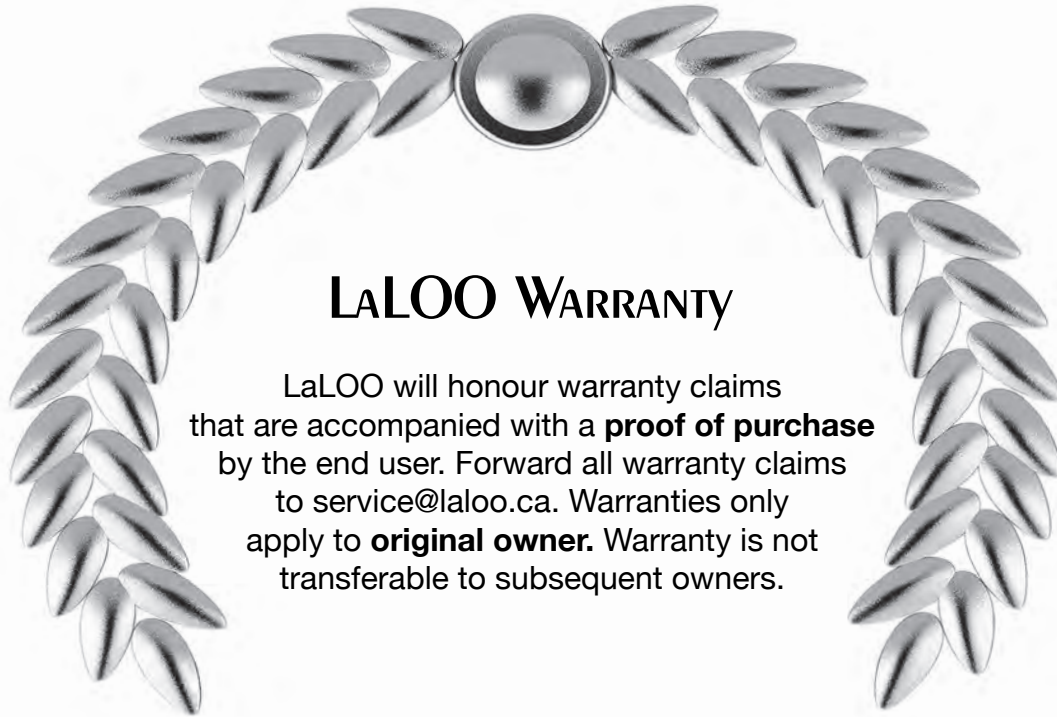 LaLOO Warranty
LaLOO will honour warranty claims
that are accompanied with a proof of purchase
by the end user. Forward all warranty claims
to service@laloo.ca. Warranties only
apply to original owner. Warranty is not
transferable to subsequent owners.